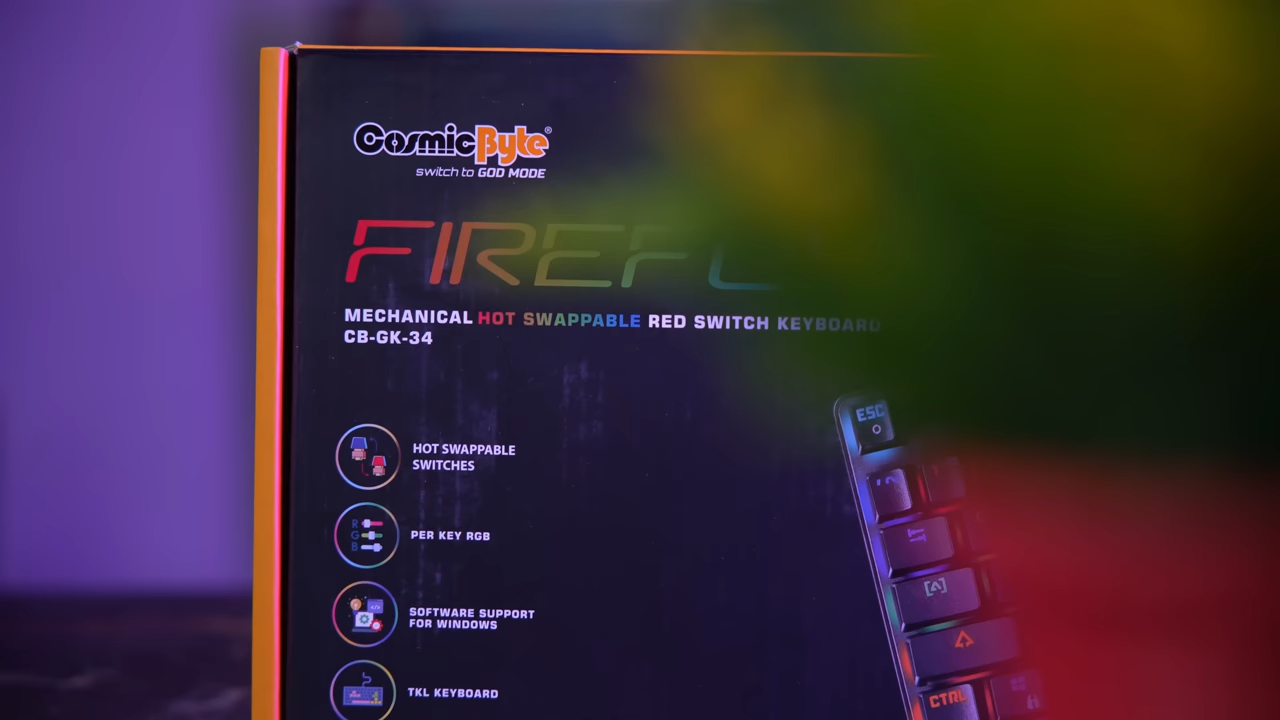 CosmicByte®
switch to GOD MODE
FIREFL
MECHANICAL HOT SWAPPABLE RED SWITCH KEYBOARD
CB-GK-34
HOT SWAPPABLE
SWITCHES
R
G
B
PER KEY RGB
SOFTWARE SUPPORT
FOR WINDOWS
TKL KEYBOARD
ESC
CTRL